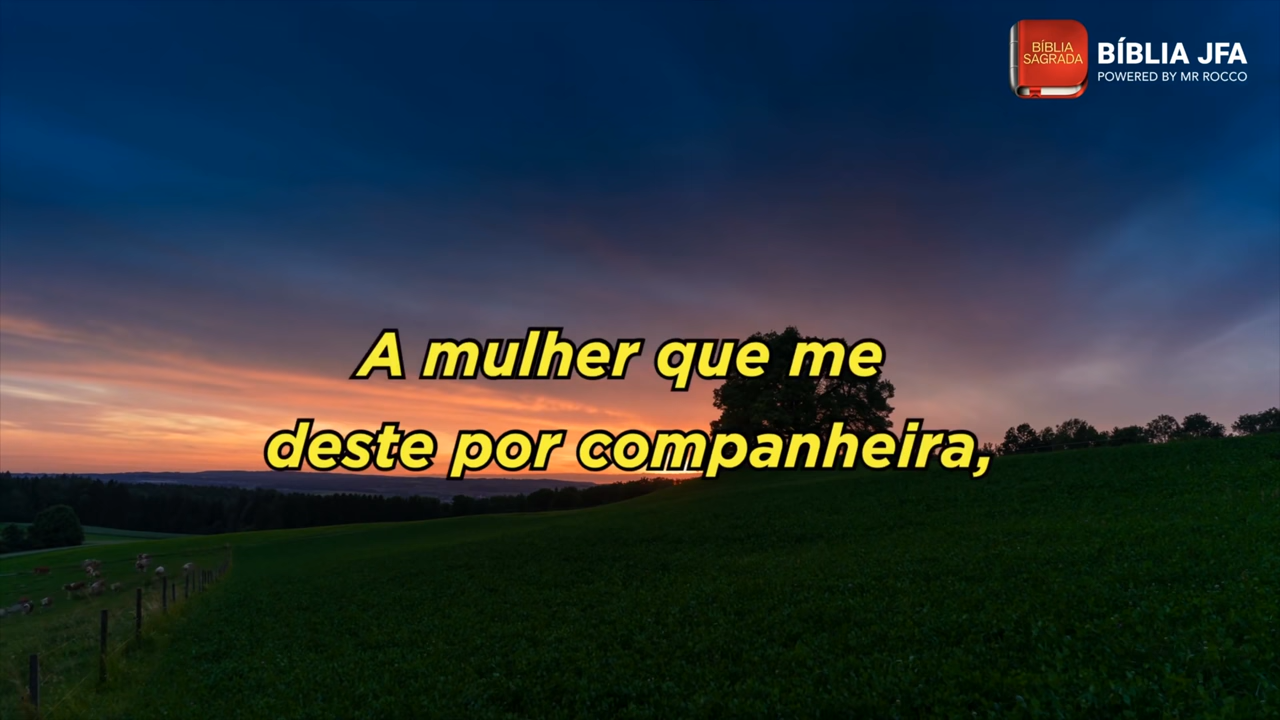 BÍBLIA
SAGRADA
BÍBLIA JFA
POWERED BY MR ROCCO
A mulher que me
deste por companheira,